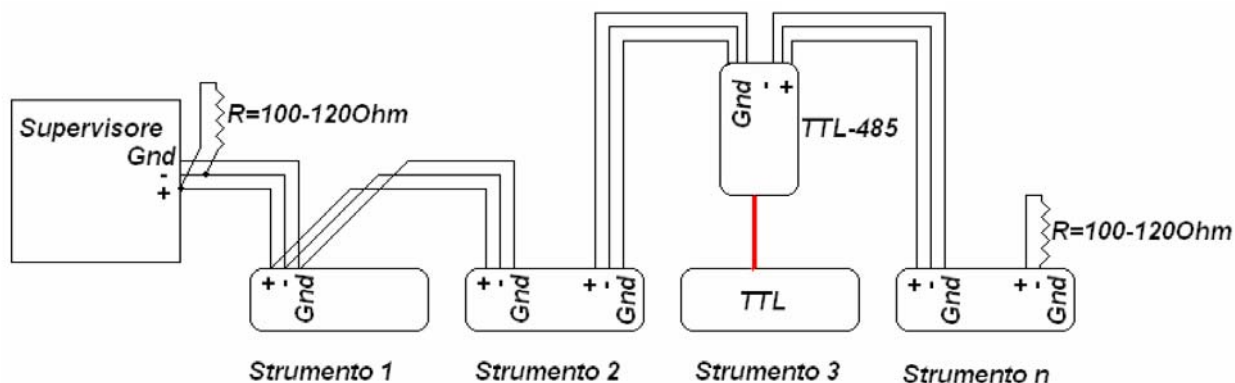 Supervisore
Gnd
-
+
R=100-120Ohm
+ - Gnd
Strumento 1
+ - Gnd
+ - Gnd
Strumento 2
Gnd - +
TTL-485
TTL
Strumento 3
+ - Gnd
+ - Gnd
R=100-120Ohm
Strumento n